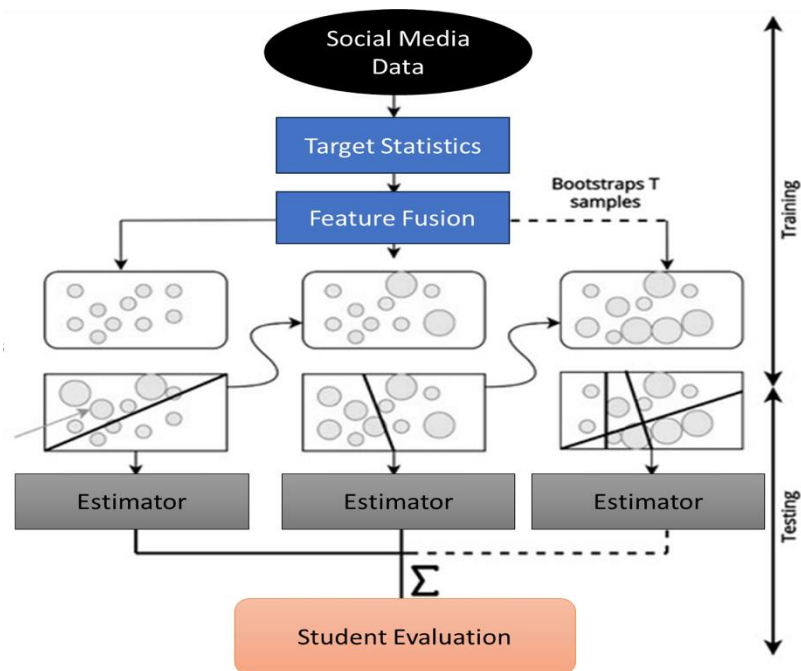 Social Media
Data
Target Statistics
Bootstraps T
samples
Feature Fusion
Training
Estimator
Estimator
Estimator
Testing
Σ
Student Evaluation